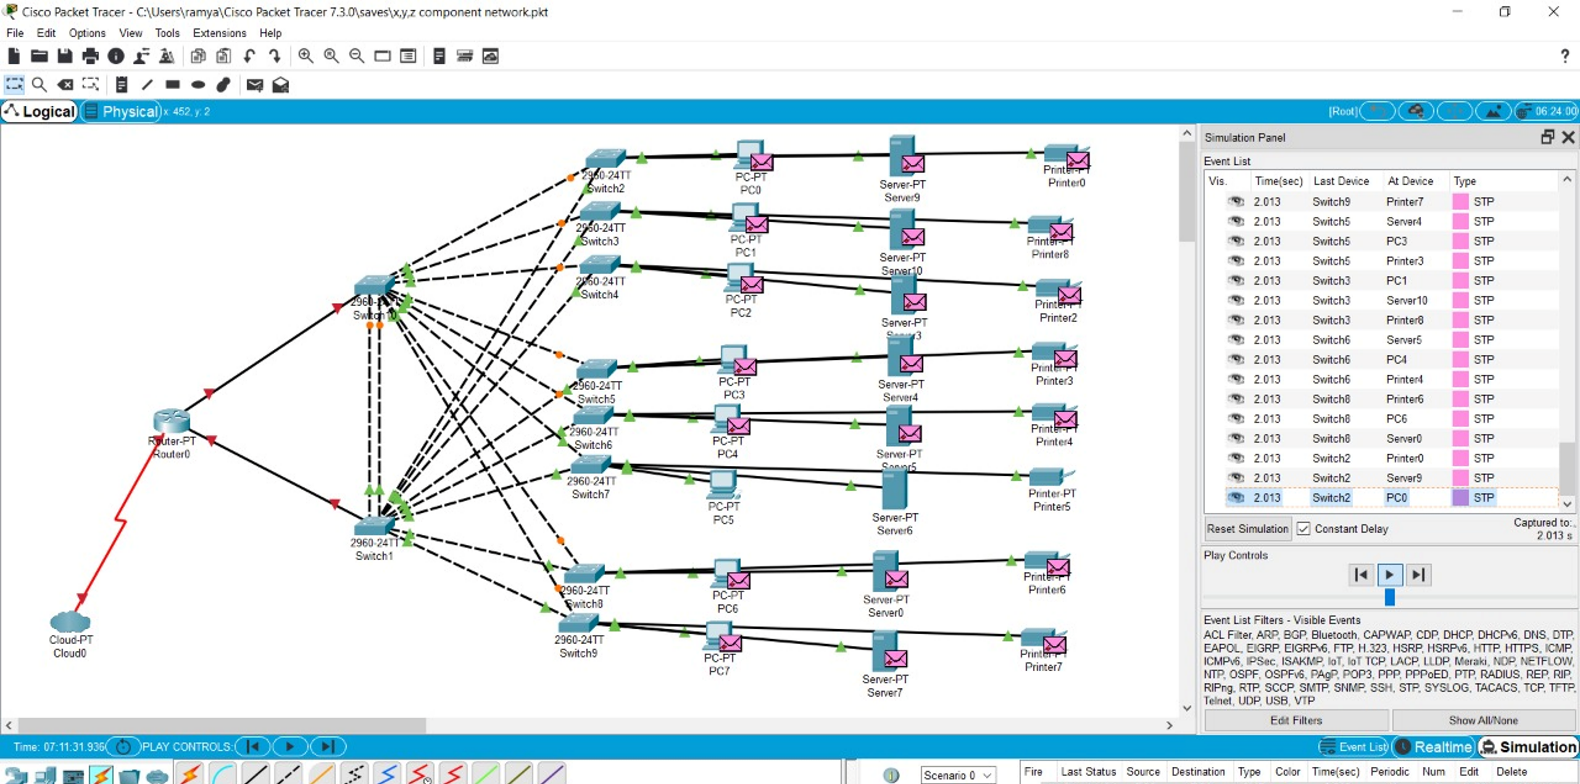 Cisco Packet Tracer - C:\Users\ramya\Cisco Packet Tracer 7.3.0\saves\x,y,z component network.pkt
File Edit Options View Tools Extensions Help
?
Logical Physical x: 452, y: 2 [Root] 06:24:00
Simulation Panel
Event List
Vis. Time(sec) Last Device At Device Type
2.013 Switch9 Printer7 STP
2.013 Switch5 Server4 STP
2.013 Switch5 PC3 STP
2.013 Switch5 Printer3 STP
2.013 Switch3 PC1 STP
2.013 Switch3 Server10 STP
2.013 Switch3 Printer8 STP
2.013 Switch6 Server5 STP
2.013 Switch6 PC4 STP
2.013 Switch6 Printer4 STP
2.013 Switch8 Printer6 STP
2.013 Switch8 PC6 STP
2.013 Switch8 Server0 STP
2.013 Switch2 Printer0 STP
2.013 Switch2 Server9 STP
2.013 Switch2 PC0 STP
Reset Simulation Constant Delay Captured to:
2.013 s
Play Controls
Event List Filters - Visible Events
ACL Filter, ARP, BGP, Bluetooth, CAPWAP, CDP, DHCP, DHCPv6, DNS, DTP,
EAPOL, EIGRP, EIGRPv6, FTP, H.323, HSRP, HSRPv6, HTTP, HTTPS, ICMP,
ICMPv6, IPSec, ISAKMP, IoT, IoT TCP, LACP, LLDP, Meraki, NDP, NETFLOW,
NTP, OSPF, OSPFv6, PAgP, POP3, PPP, PPPoED, PTP, RADIUS, REP, RIP,
RIPng, RTP, SCCP, SMTP, SNMP, SSH, STP, SYSLOG, TACACS, TCP, TFTP,
Telnet, UDP, USB, VTP
Edit Filters Show All/None
2960-24TT
Switch2
PC-PT
PC0
Server-PT
Server9
Printer-PT
Printer0
2960-24TT
Switch3
PC-PT
PC1
Server-PT
Server10
Printer-PT
Printer8
2960-24TT
Switch4
PC-PT
PC2
Server-PT
Printer-PT
Printer2
2960-24TT
Switch10
2960-24TT
Switch5
PC-PT
PC3
Server-PT
Server4
Printer-PT
Printer3
Router-PT
Router0
2960-24TT
Switch6
PC-PT
PC4
Server-PT
Server5
Printer-PT
Printer4
2960-24TT
Switch7
PC-PT
PC5
Server-PT
Server6
Printer-PT
Printer5
2960-24TT
Switch1
2960-24TT
Switch8
PC-PT
PC6
Server-PT
Server0
Printer-PT
Printer6
Cloud-PT
Cloud0
2960-24TT
Switch9
PC-PT
PC7
Server-PT
Server7
Printer-PT
Printer7
Time: 07:11:31.936 PLAY CONTROLS: Event List Realtime Simulation
Scenario 0 Fire Last Status Source Destination Type Color Time(sec) Periodic Num Edit Delete